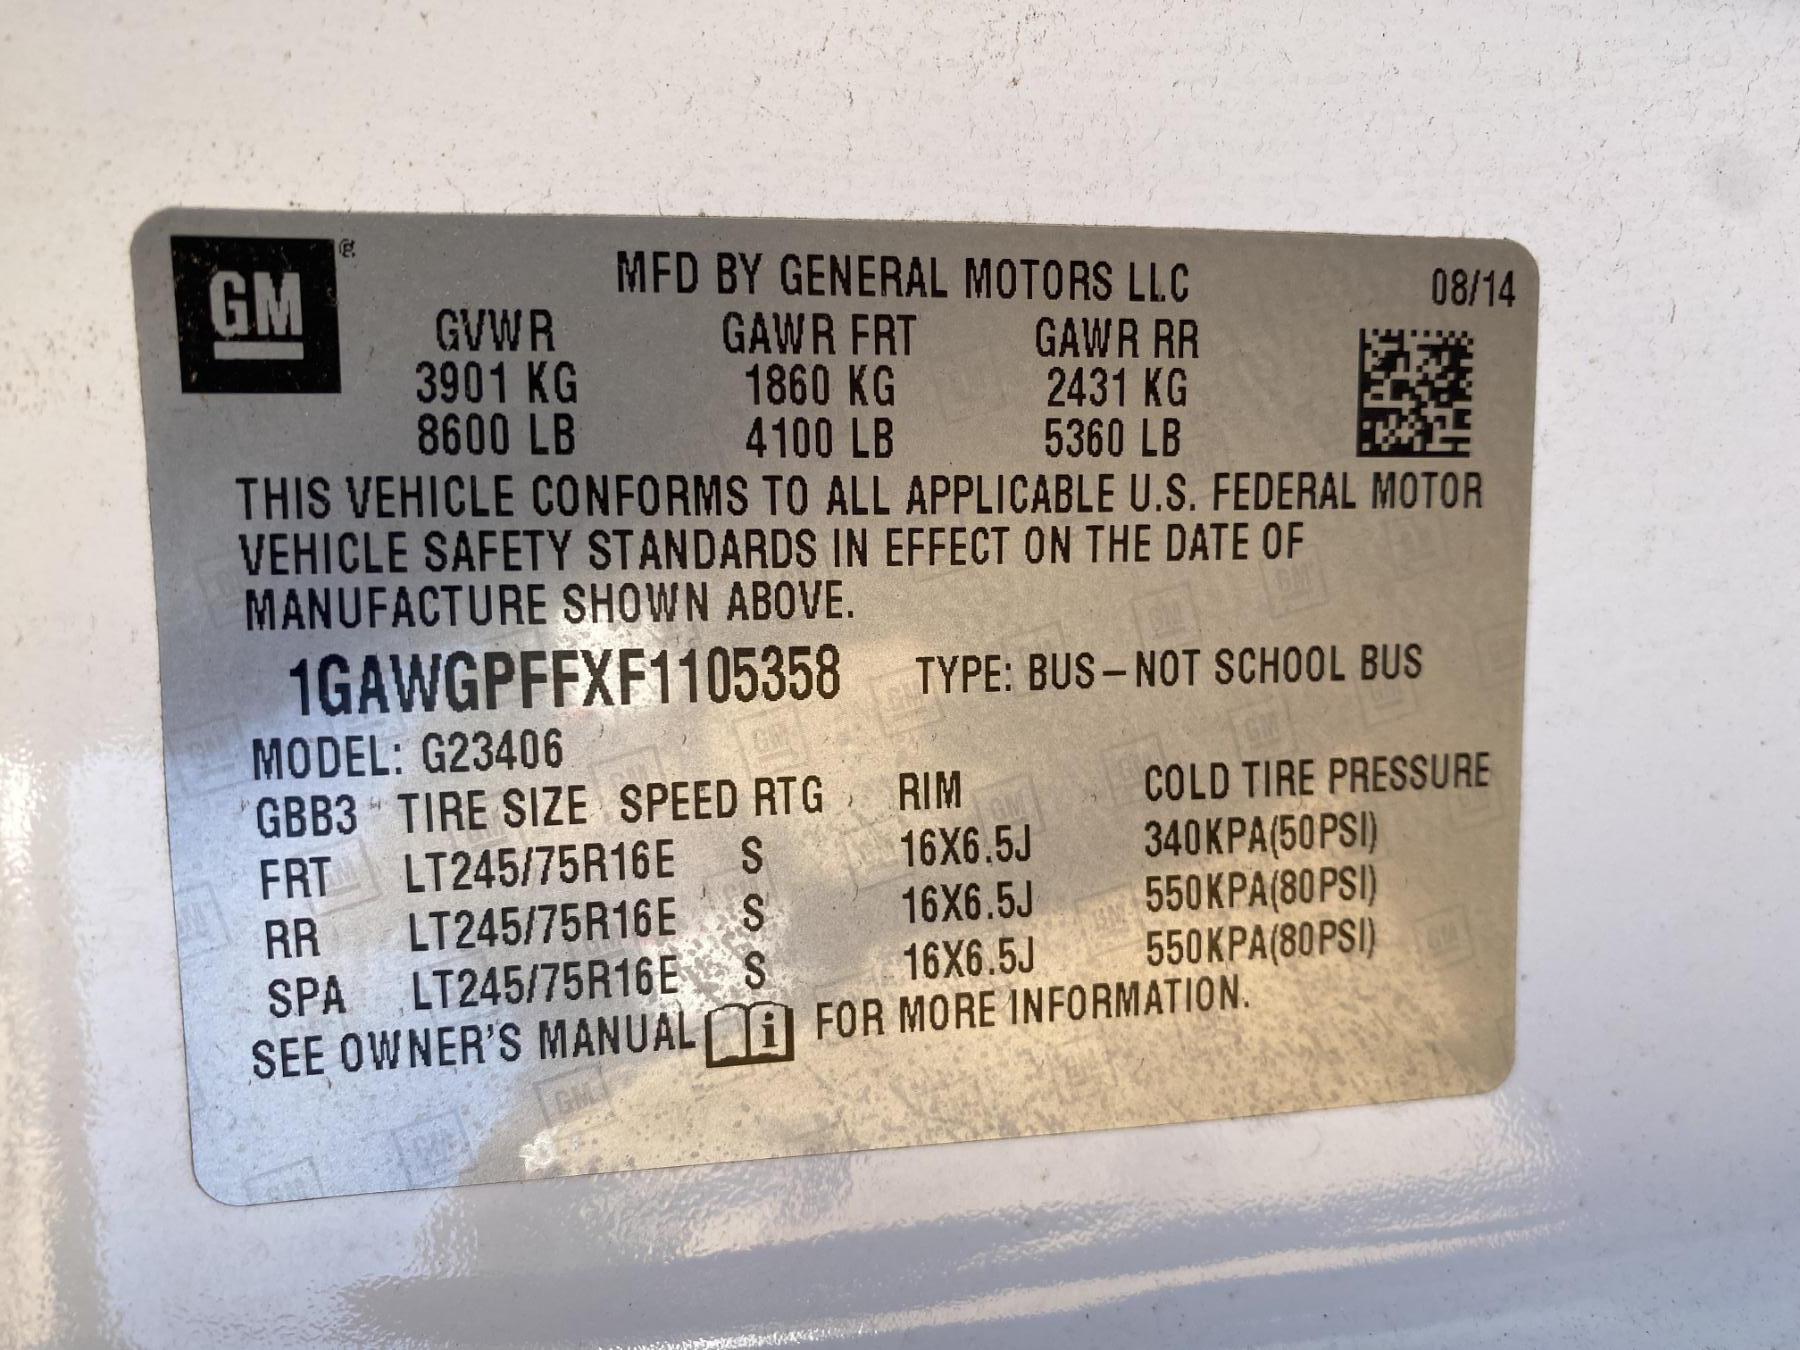 GM
MFD BY GENERAL MOTORS LLC 08/14
GVWR GAWR FRT GAWR RR
3901 KG 1860 KG 2431 KG
8600 LB 4100 LB 5360 LB
THIS VEHICLE CONFORMS TO ALL APPLICABLE U.S. FEDERAL MOTOR
VEHICLE SAFETY STANDARDS IN EFFECT ON THE DATE OF
MANUFACTURE SHOWN ABOVE.
1GAWGPFFXF1105358 TYPE: BUS–NOT SCHOOL BUS
MODEL: G23406
GBB3 TIRE SIZE SPEED RTG RIM COLD TIRE PRESSURE
FRT LT245/75R16E S 16X6.5J 340KPA(50PSI)
RR LT245/75R16E S 16X6.5J 550KPA(80PSI)
SPA LT245/75R16E S 16X6.5J 550KPA(80PSI)
SEE OWNER'S MANUAL i FOR MORE INFORMATION.